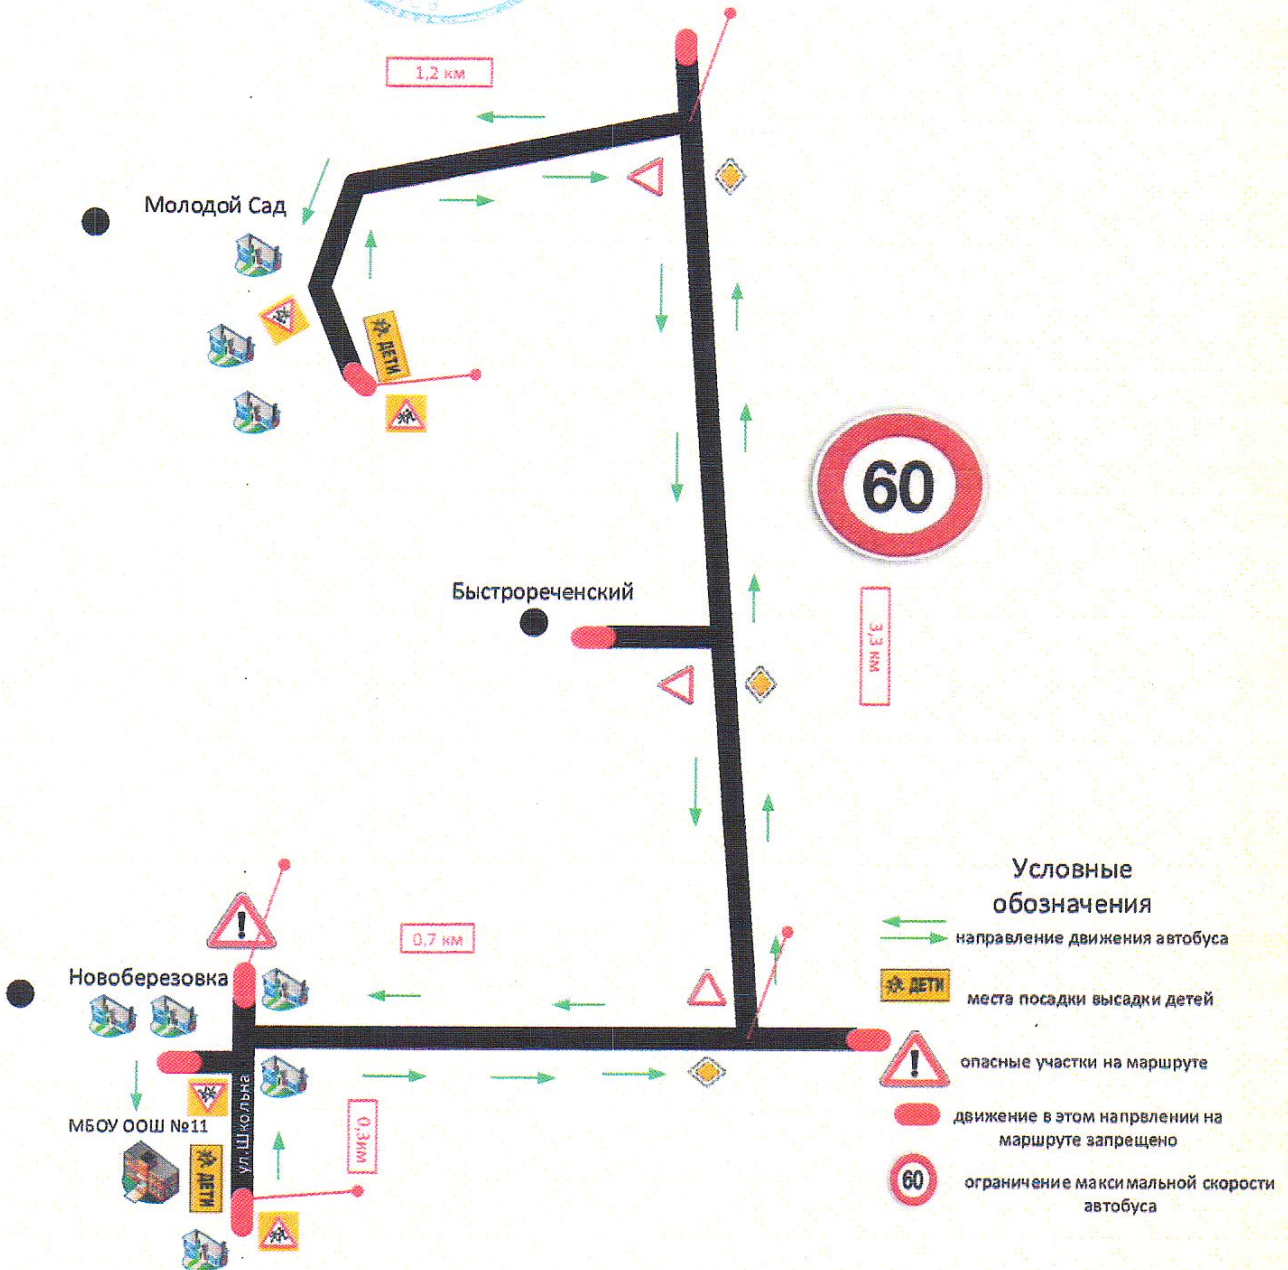 1,2 км
Молодой Сад
ДЕТИ
60
Быстрореченский
3,3 км
Условные
обозначения
направление движения автобуса
0,7 км
Новоберезовка
ДЕТИ
места посадки высадки детей
опасные участки на маршруте
ул.Школьна
МБОУ ООШ №11
0,3км
ДЕТИ
движение в этом напрвлении на
маршруте запрещено
60
ограничение максимальной скорости
автобуса